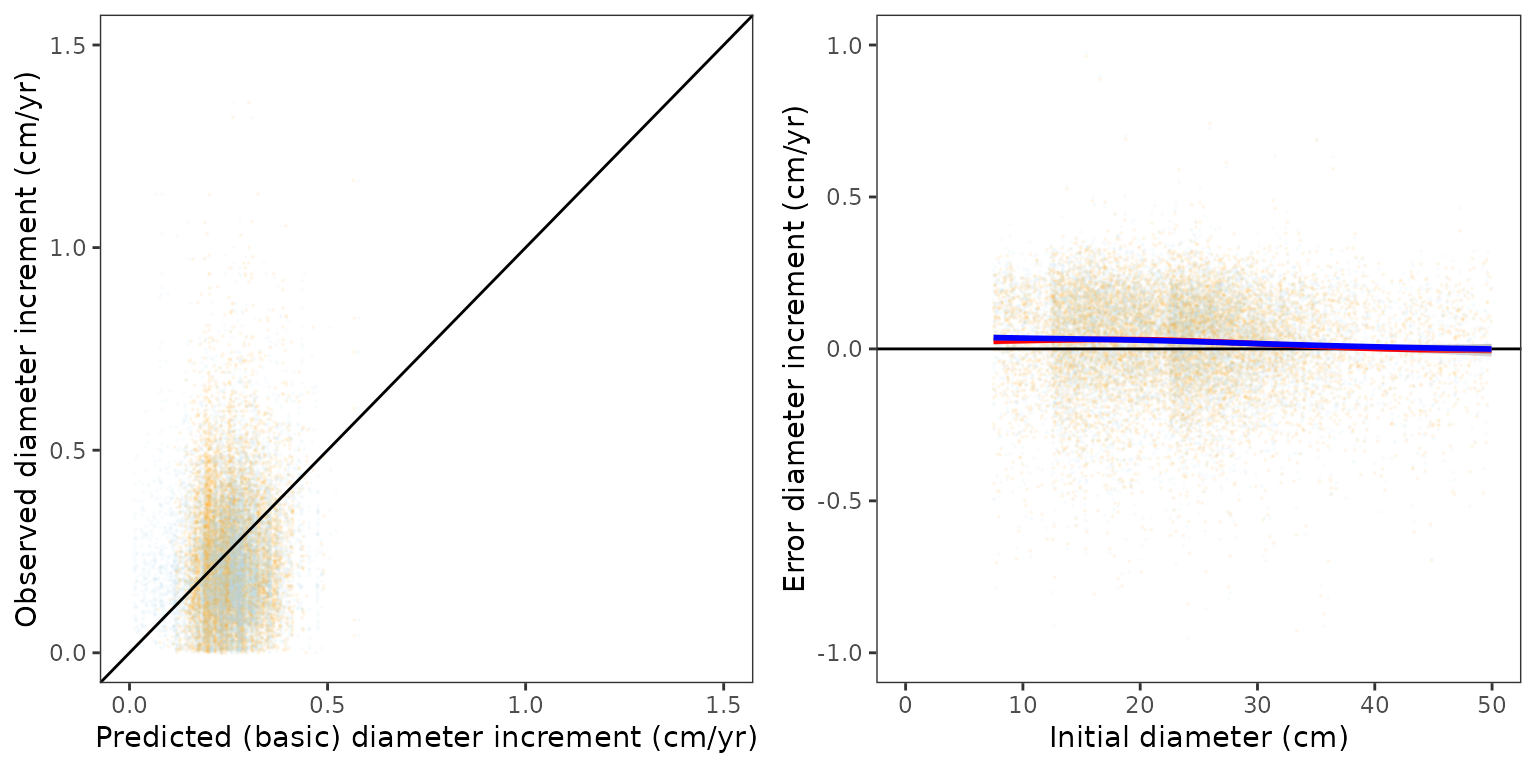 Observed diameter increment (cm/yr)
1.5
1.0
0.5
0.0
0.0 0.5 1.0 1.5
Predicted (basic) diameter increment (cm/yr)
Error diameter increment (cm/yr)
1.0
0.5
0.0
-0.5
-1.0
0 10 20 30 40 50
Initial diameter (cm)